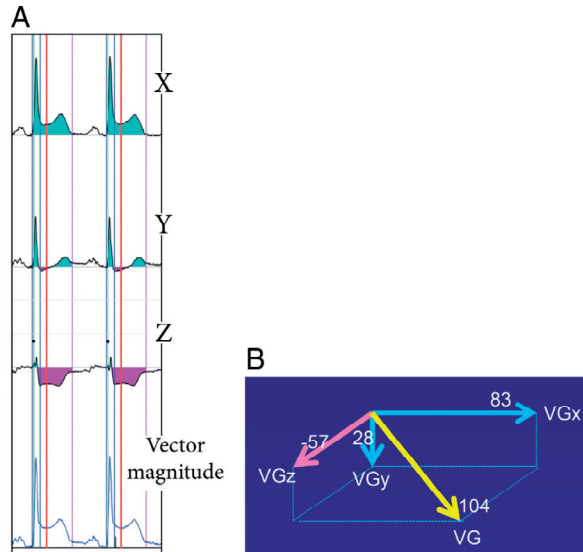 A
X
Y
Z
Vector
magnitude
B
83
VGx
-57
28
VGz
VGy
104
VG